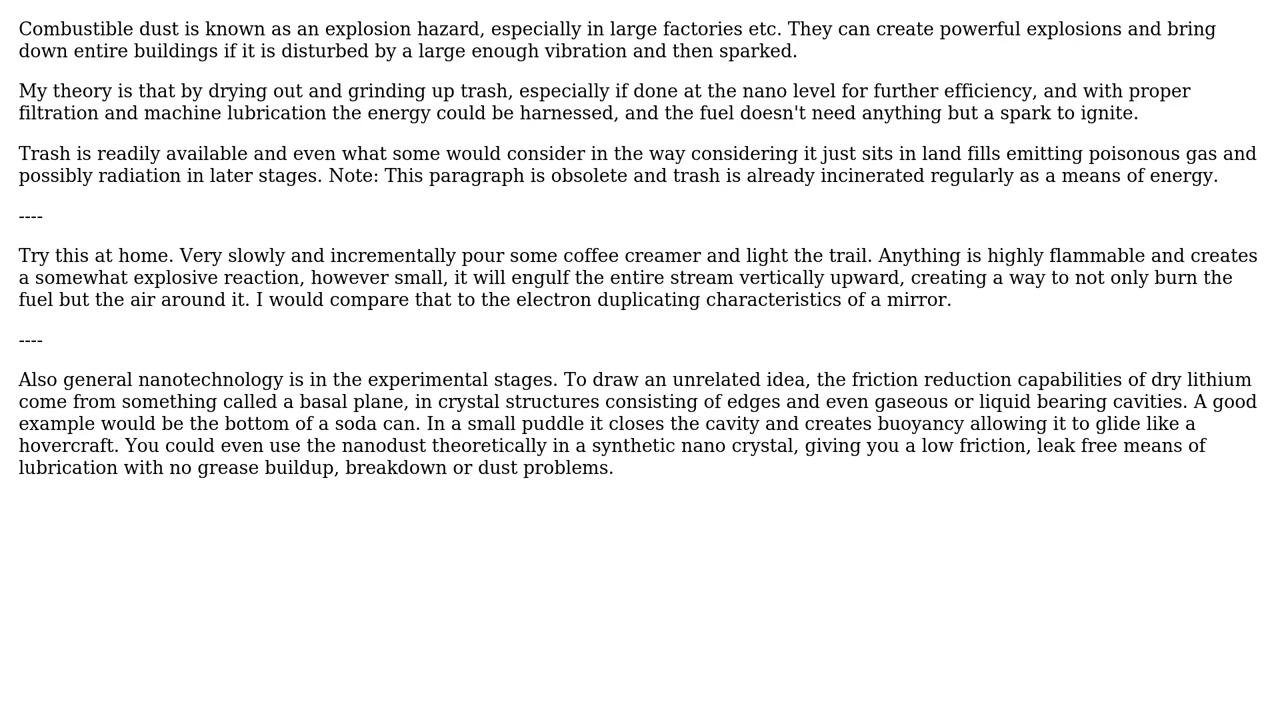 Combustible dust is known as an explosion hazard, especially in large factories etc. They can create powerful explosions and bring
down entire buildings if it is disturbed by a large enough vibration and then sparked.
My theory is that by drying out and grinding up trash, especially if done at the nano level for further efficiency, and with proper
filtration and machine lubrication the energy could be harnessed, and the fuel doesn't need anything but a spark to ignite.
Trash is readily available and even what some would consider in the way considering it just sits in land fills emitting poisonous gas and
possibly radiation in later stages. Note: This paragraph is obsolete and trash is already incinerated regularly as a means of energy.
----
Try this at home. Very slowly and incrementally pour some coffee creamer and light the trail. Anything is highly flammable and creates
a somewhat explosive reaction, however small, it will engulf the entire stream vertically upward, creating a way to not only burn the
fuel but the air around it. I would compare that to the electron duplicating characteristics of a mirror.
----
Also general nanotechnology is in the experimental stages. To draw an unrelated idea, the friction reduction capabilities of dry lithium
come from something called a basal plane, in crystal structures consisting of edges and even gaseous or liquid bearing cavities. A good
example would be the bottom of a soda can. In a small puddle it closes the cavity and creates buoyancy allowing it to glide like a
hovercraft. You could even use the nanodust theoretically in a synthetic nano crystal, giving you a low friction, leak free means of
lubrication with no grease buildup, breakdown or dust problems.